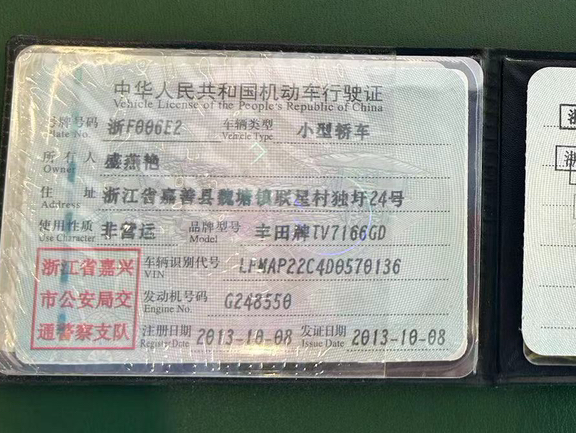 中华人民共和国机动车行驶证
Vehicle License of the People's Republic of China
号牌号码 浙F006E2 车辆类型 小型轿车
Plate No. Vehicle Type
所有人 盛燕艳
Owner
住址 浙江省嘉善县魏塘镇联星村独圩24号
Address
使用性质 非营运 品牌型号 丰田牌TV7166GD
Use Character Model
浙江省嘉兴
市公安局交
通警察支队
车辆识别代号 LFMAP22C4D0570136
VIN
发动机号码 G248550
Engine No.
注册日期 2013-10-08 发证日期 2013-10-08
Register Date Issue Date